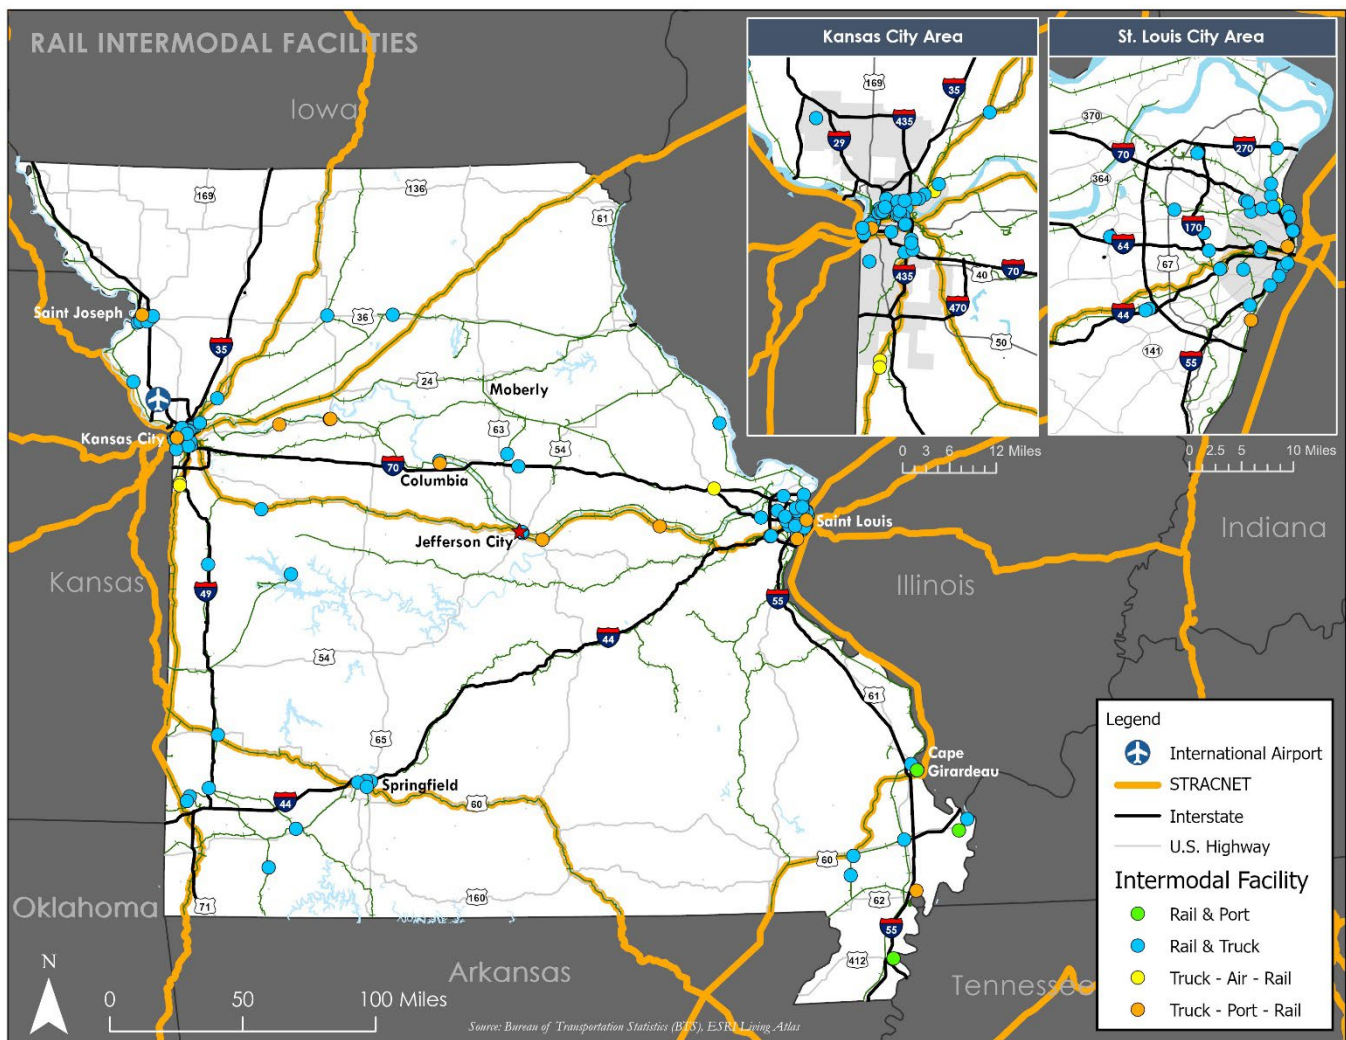 RAIL INTERMODAL FACILITIES
Iowa
169
136
61
Saint Joseph
36
35
24
Moberly
Kansas City
63
54
70
Columbia
Saint Louis
Jefferson City
Indiana
Kansas
Illinois
49
55
44
54
61
65
Cape
Girardeau
Springfield
44
60
60
Oklahoma
71
160
62
55
412
Arkansas
Tennessee
Kansas City Area
169
35
435
29
435
40
70
470
50
0 3 6 12 Miles
St. Louis City Area
370
70
270
364
170
64
67
44
141
55
0 2.5 5 10 Miles
Legend
International Airport
STRACNET
Interstate
U.S. Highway
Intermodal Facility
Rail & Port
Rail & Truck
Truck - Air - Rail
Truck - Port - Rail
N
0 50 100 Miles
Source: Bureau of Transportation Statistics (BTS), ESRI Living Atlas